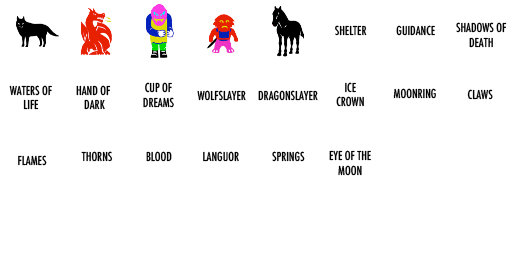 SHELTER
GUIDANCE
SHADOWS OF
DEATH
WATERS OF
LIFE
HAND OF
DARK
CUP OF
DREAMS
WOLFSLAYER
DRAGONSLAYER
ICE
CROWN
MOONRING
CLAWS
FLAMES
THORNS
BLOOD
LANGUOR
SPRINGS
EYE OF THE
MOON